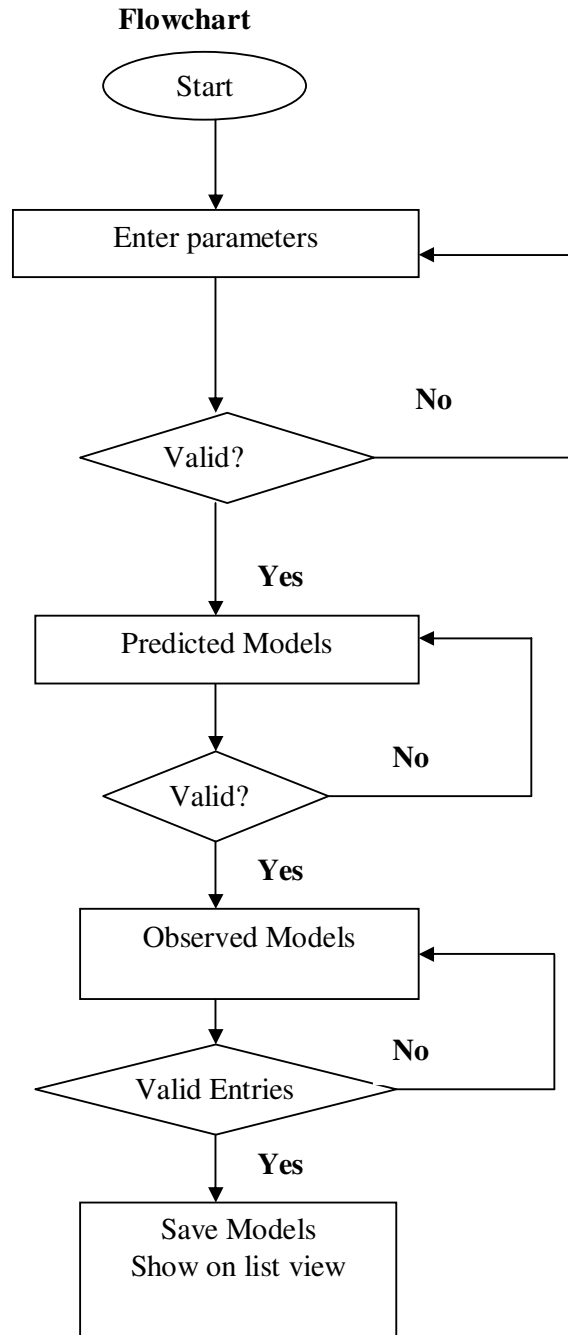 Flowchart
Start
Enter parameters
No
Valid?
Yes
Predicted Models
No
Valid?
Yes
Observed Models
No
Valid Entries
Yes
Save Models
Show on list view